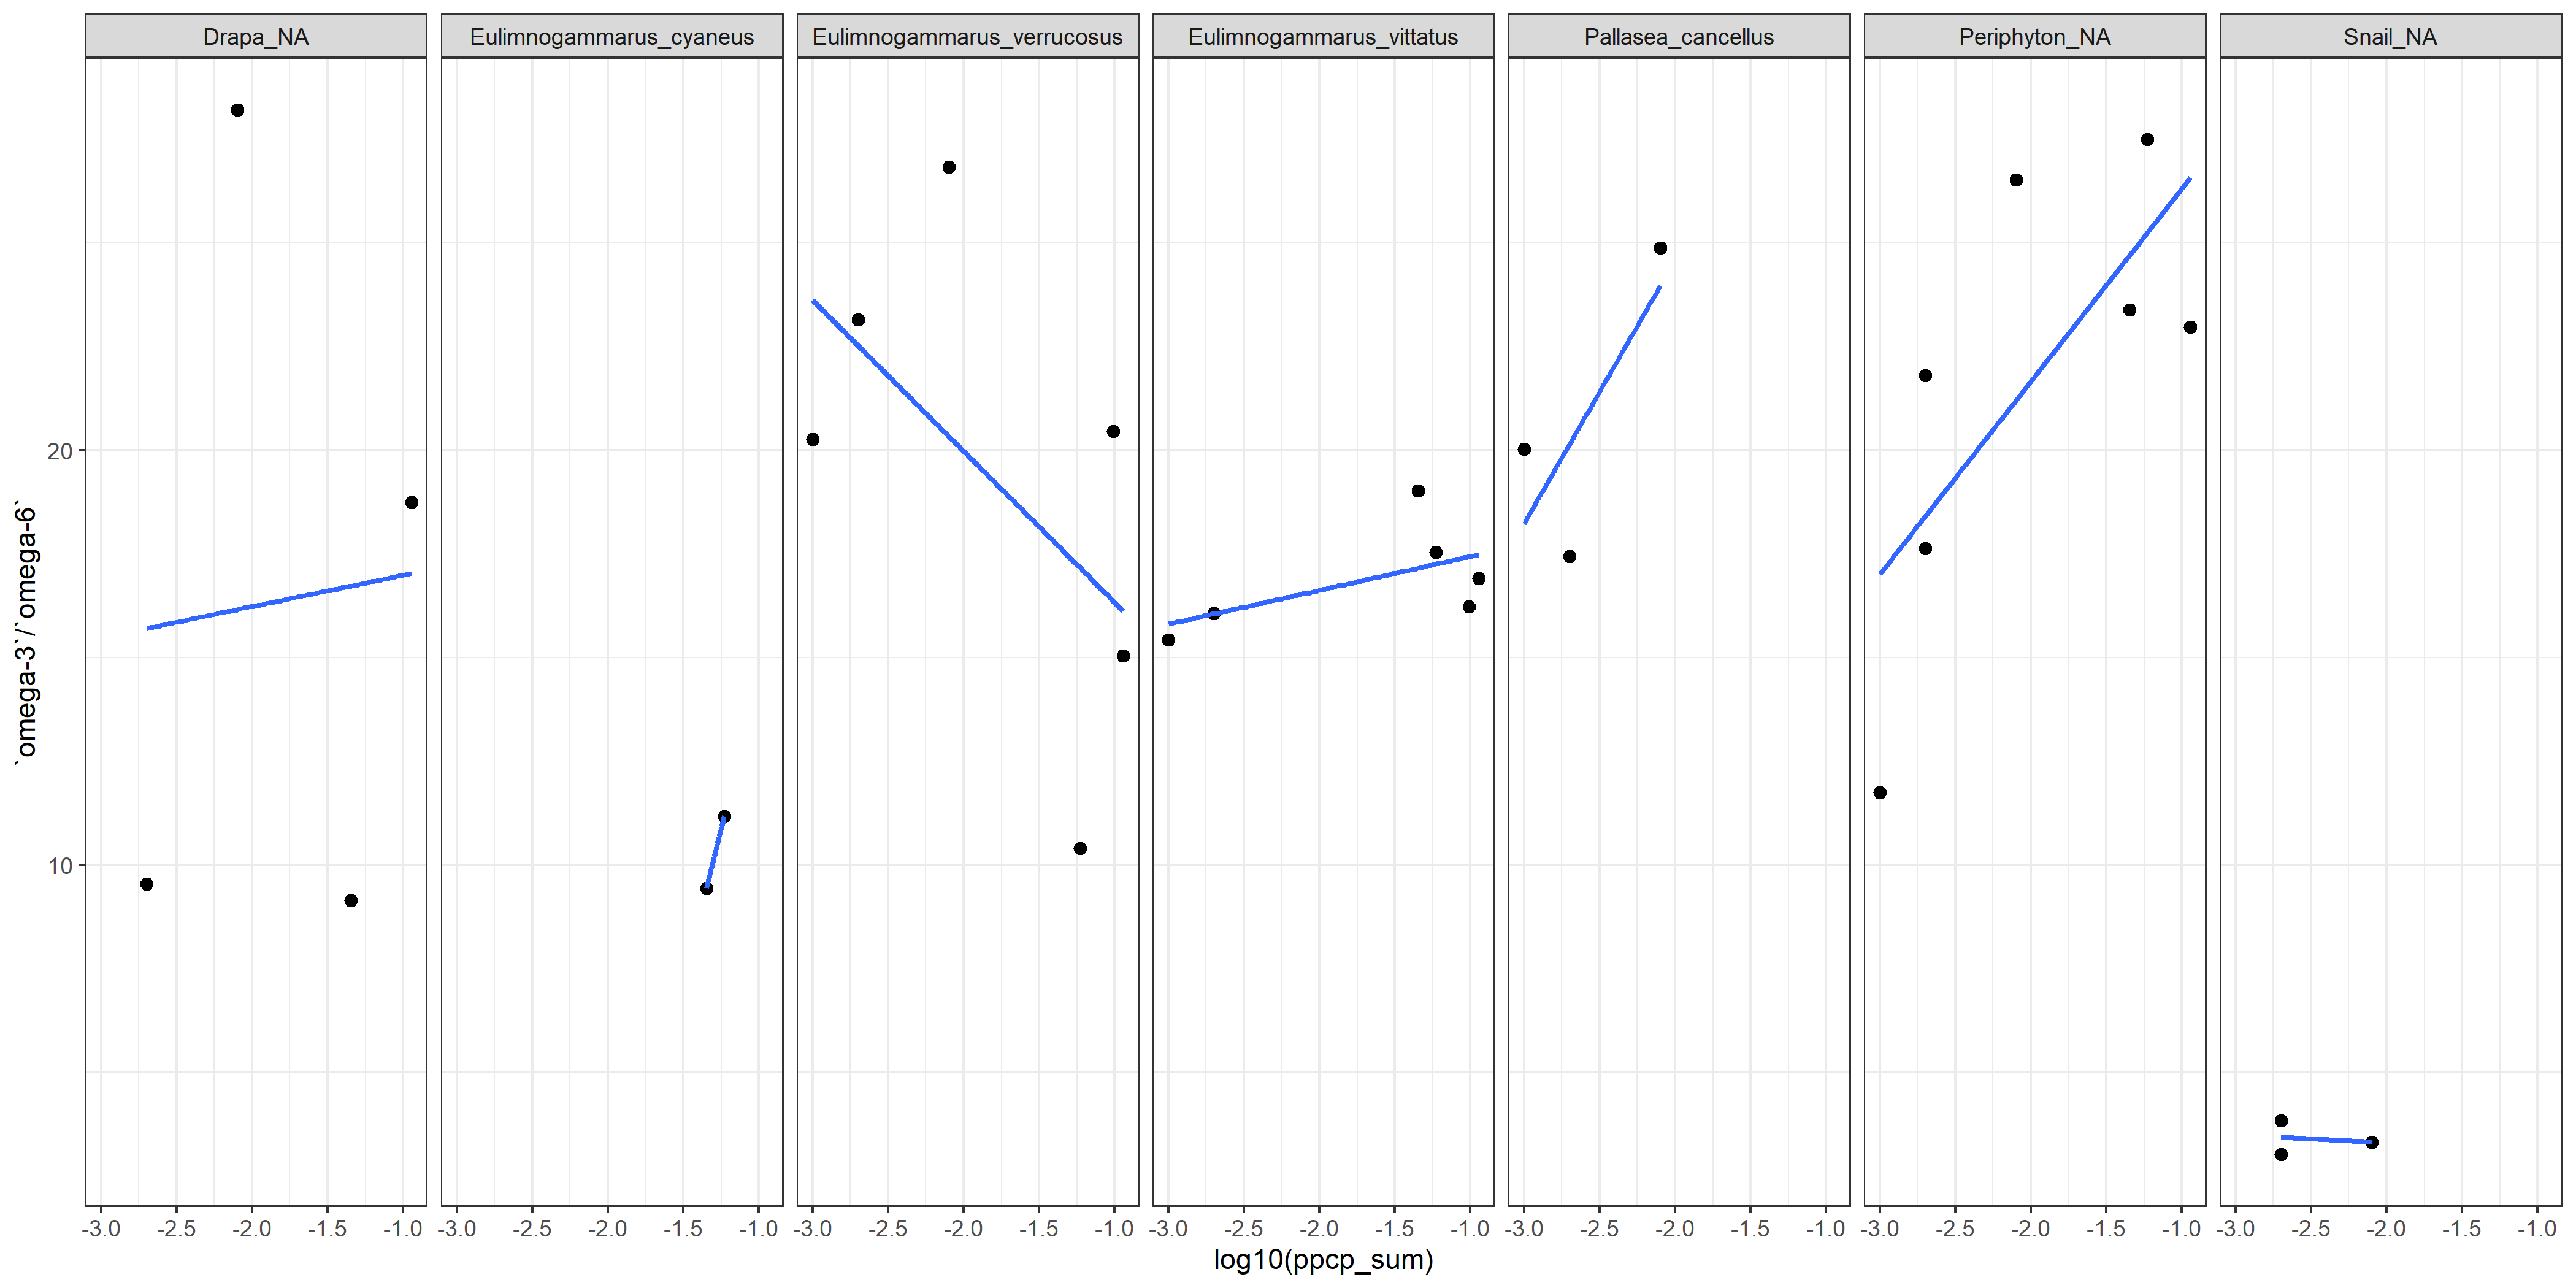 Drapa_NA Eulimnogammarus_cyaneus Eulimnogammarus_verrucosus Eulimnogammarus_vittatus Pallasea_cancellus Periphyton_NA Snail_NA
20
10
`omega-3`/`omega-6`
-3.0 -2.5 -2.0 -1.5 -1.0 -3.0 -2.5 -2.0 -1.5 -1.0 -3.0 -2.5 -2.0 -1.5 -1.0 -3.0 -2.5 -2.0 -1.5 -1.0 -3.0 -2.5 -2.0 -1.5 -1.0 -3.0 -2.5 -2.0 -1.5 -1.0 -3.0 -2.5 -2.0 -1.5 -1.0
log10(ppcp_sum)